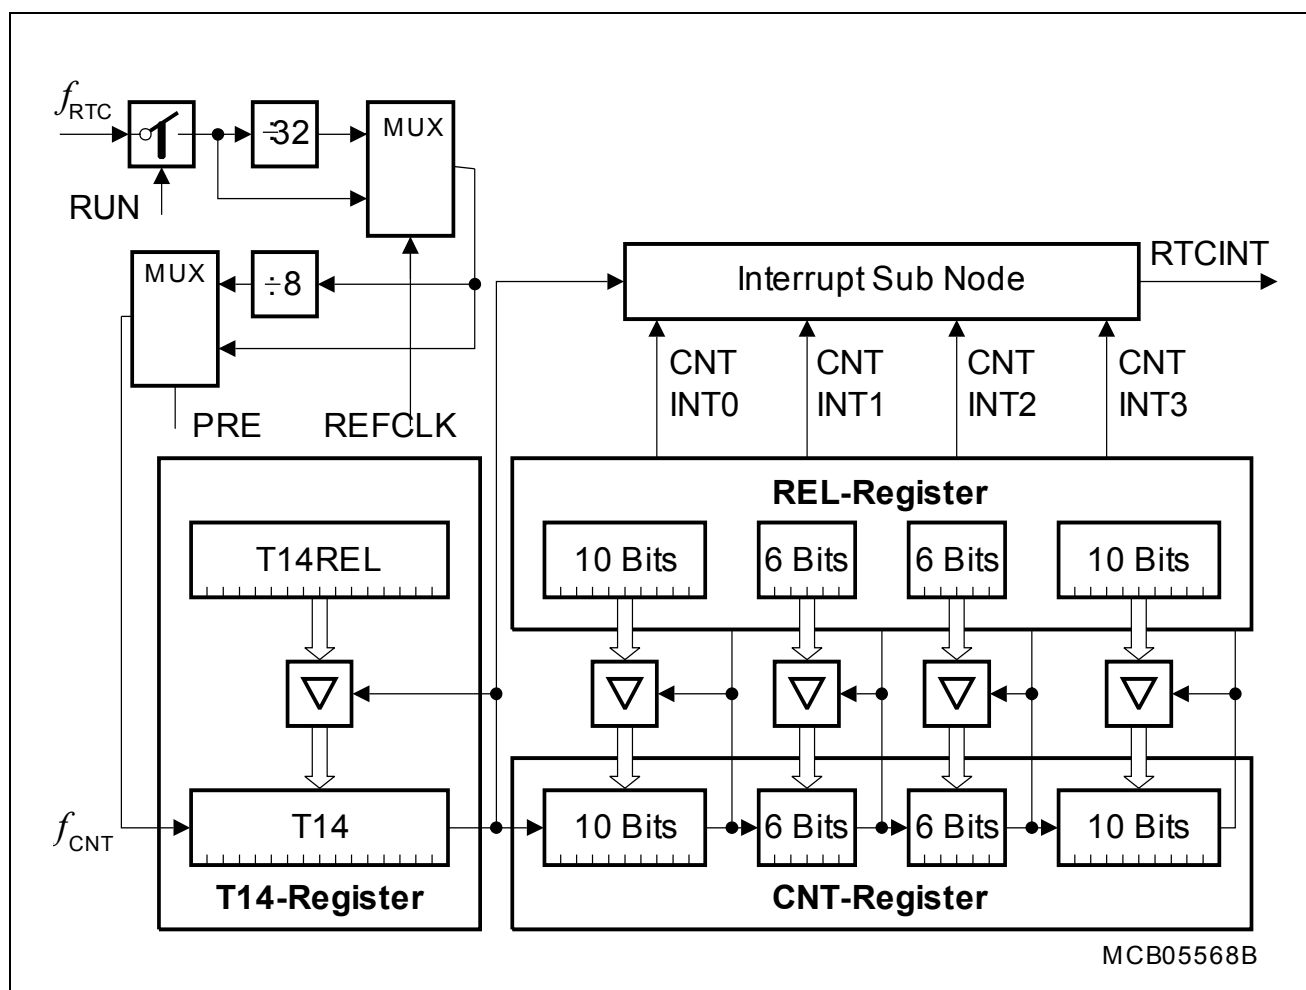 fRTC
÷32
MUX
RUN
MUX
÷8
PRE
REFCLK
Interrupt Sub Node
RTCINT
CNT
INT0
CNT
INT1
CNT
INT2
CNT
INT3
REL-Register
T14REL
10 Bits
6 Bits
6 Bits
10 Bits
fCNT
T14
10 Bits
6 Bits
6 Bits
10 Bits
T14-Register
CNT-Register
MCB05568B